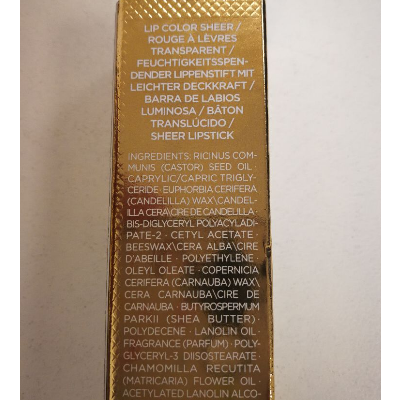 LIP COLOR SHEER /
ROUGE À LÈVRES
TRANSPARENT /
FEUCHTIGKEITSSPEN-
DENDER LIPPENSTIFT MIT
LEICHTER DECKKRAFT /
BARRA DE LABIOS
LUMINOSA / BÂTON
TRANSLÚCIDO /
SHEER LIPSTICK
INGREDIENTS: RICINUS COM-
MUNIS (CASTOR) SEED OIL ·
CAPRYLIC/CAPRIC TRIGLY-
CERIDE · EUPHORBIA CERIFERA
(CANDELILLA) WAX\CANDEL-
ILLA CERA\CIRE DE CANDELILLA ·
BIS-DIGLYCERYL POLYACYLADI-
PATE-2 · CETYL ACETATE ·
BEESWAX\CERA ALBA\CIRE
D'ABEILLE · POLYETHYLENE ·
OLEYL OLEATE · COPERNICIA
CERIFERA (CARNAUBA) WAX\
CERA CARNAUBA\CIRE DE
CARNAUBA · BUTYROSPERMUM
PARKII (SHEA BUTTER) ·
POLYDECENE · LANOLIN OIL ·
FRAGRANCE (PARFUM) · POLY-
GLYCERYL-3 DIISOSTEARATE ·
CHAMOMILLA RECUTITA
(MATRICARIA) FLOWER OIL ·
ACETYLATED LANOLIN ALCO-